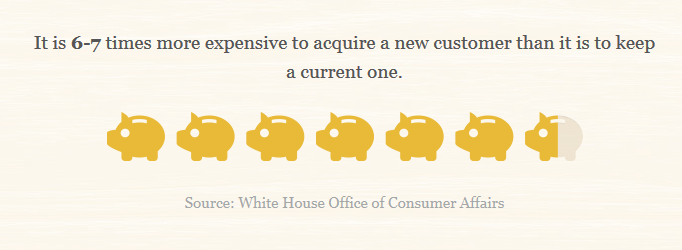 It is 6-7 times more expensive to acquire a new customer than it is to keep
a current one.
Source: White House Office of Consumer Affairs